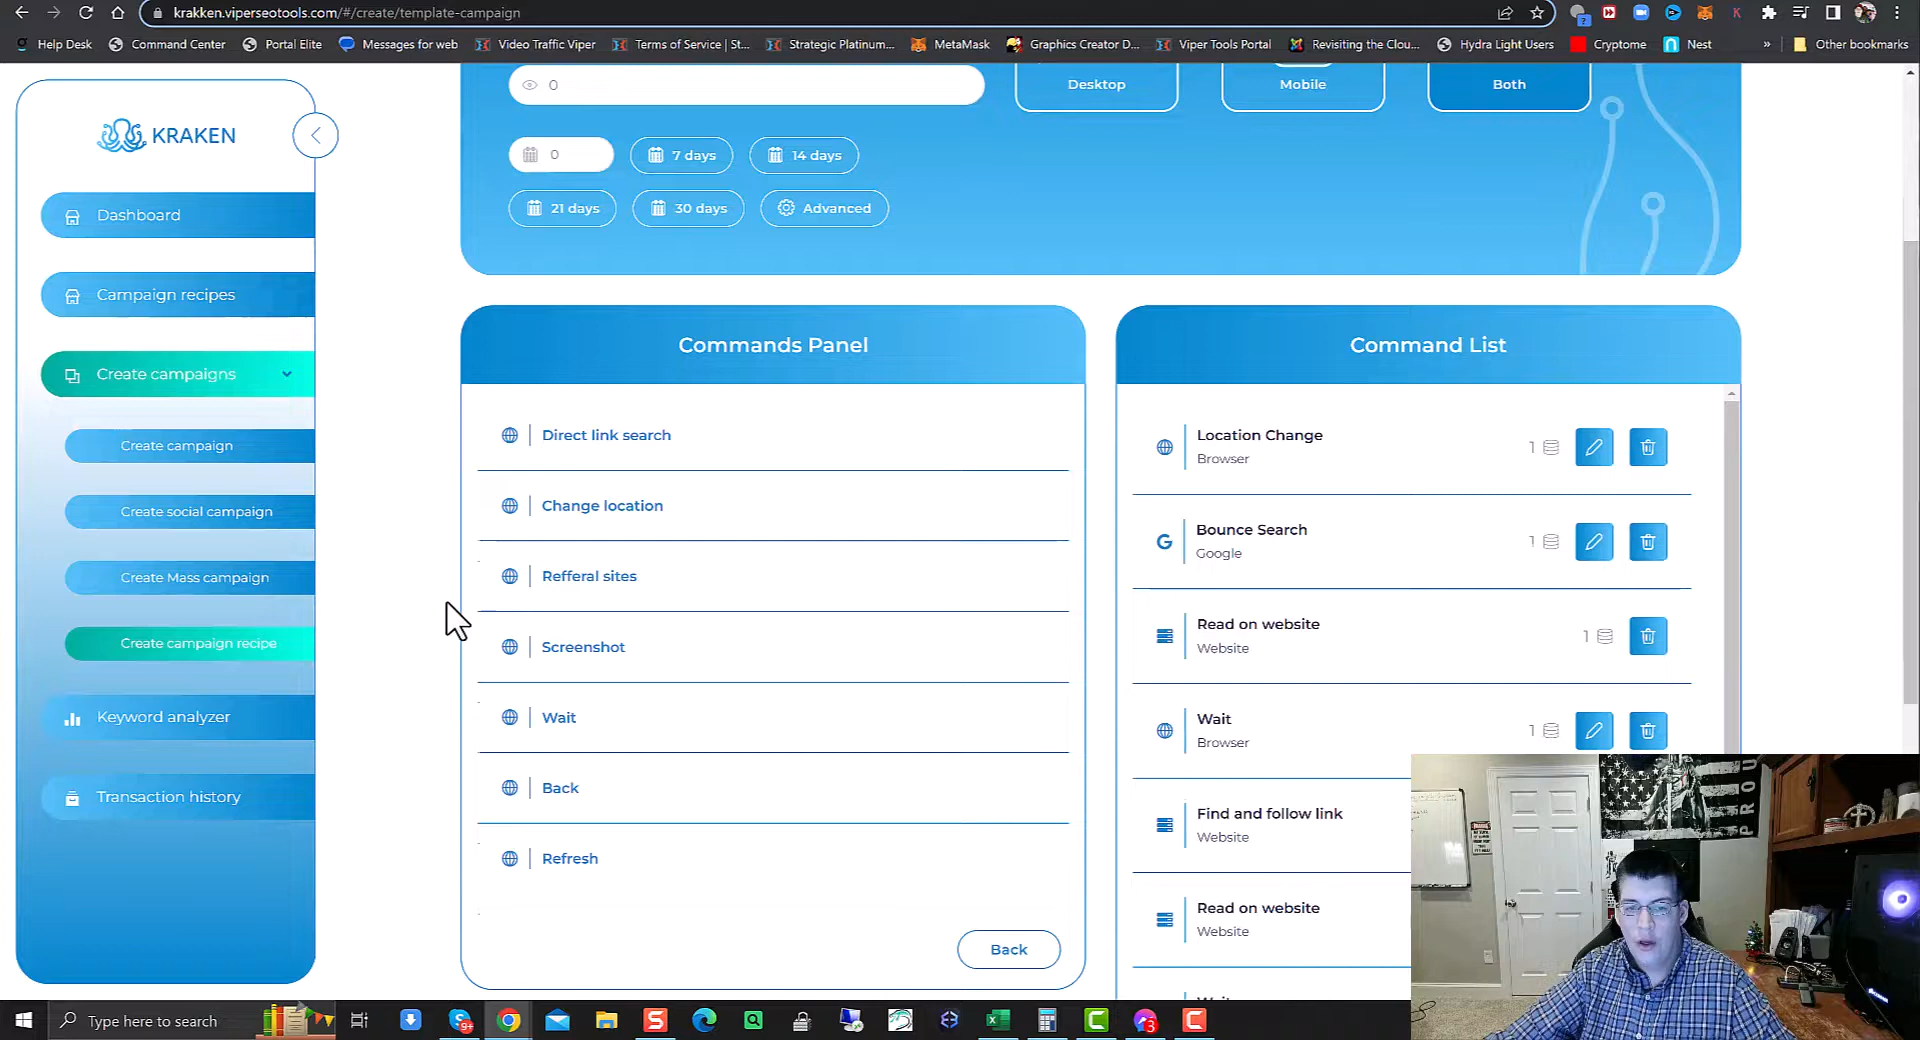 krakken.viperseotools.com/#/create/template-campaign
Help Desk
Command Center
Portal Elite
Messages for web
Video Traffic Viper
Terms of Service | St...
Strategic Platinum...
MetaMask
Graphics Creator D...
Viper Tools Portal
Revisiting the Clou...
Hydra Light Users
Cryptome
Nest
»
Other bookmarks
KRAKEN
Dashboard
Campaign recipes
Create campaigns
Create campaign
Create social campaign
Create Mass campaign
Create campaign recipe
Keyword analyzer
Transaction history
0
Desktop
Mobile
Both
0
7 days
14 days
21 days
30 days
Advanced
Commands Panel
Direct link search
Change location
Refferal sites
Screenshot
Wait
Back
Refresh
Back
Command List
Location Change
Browser
1
Bounce Search
Google
1
Read on website
Website
1
Wait
Browser
1
Find and follow link
Website
Read on website
Website
PROU
Type here to search
9+
3